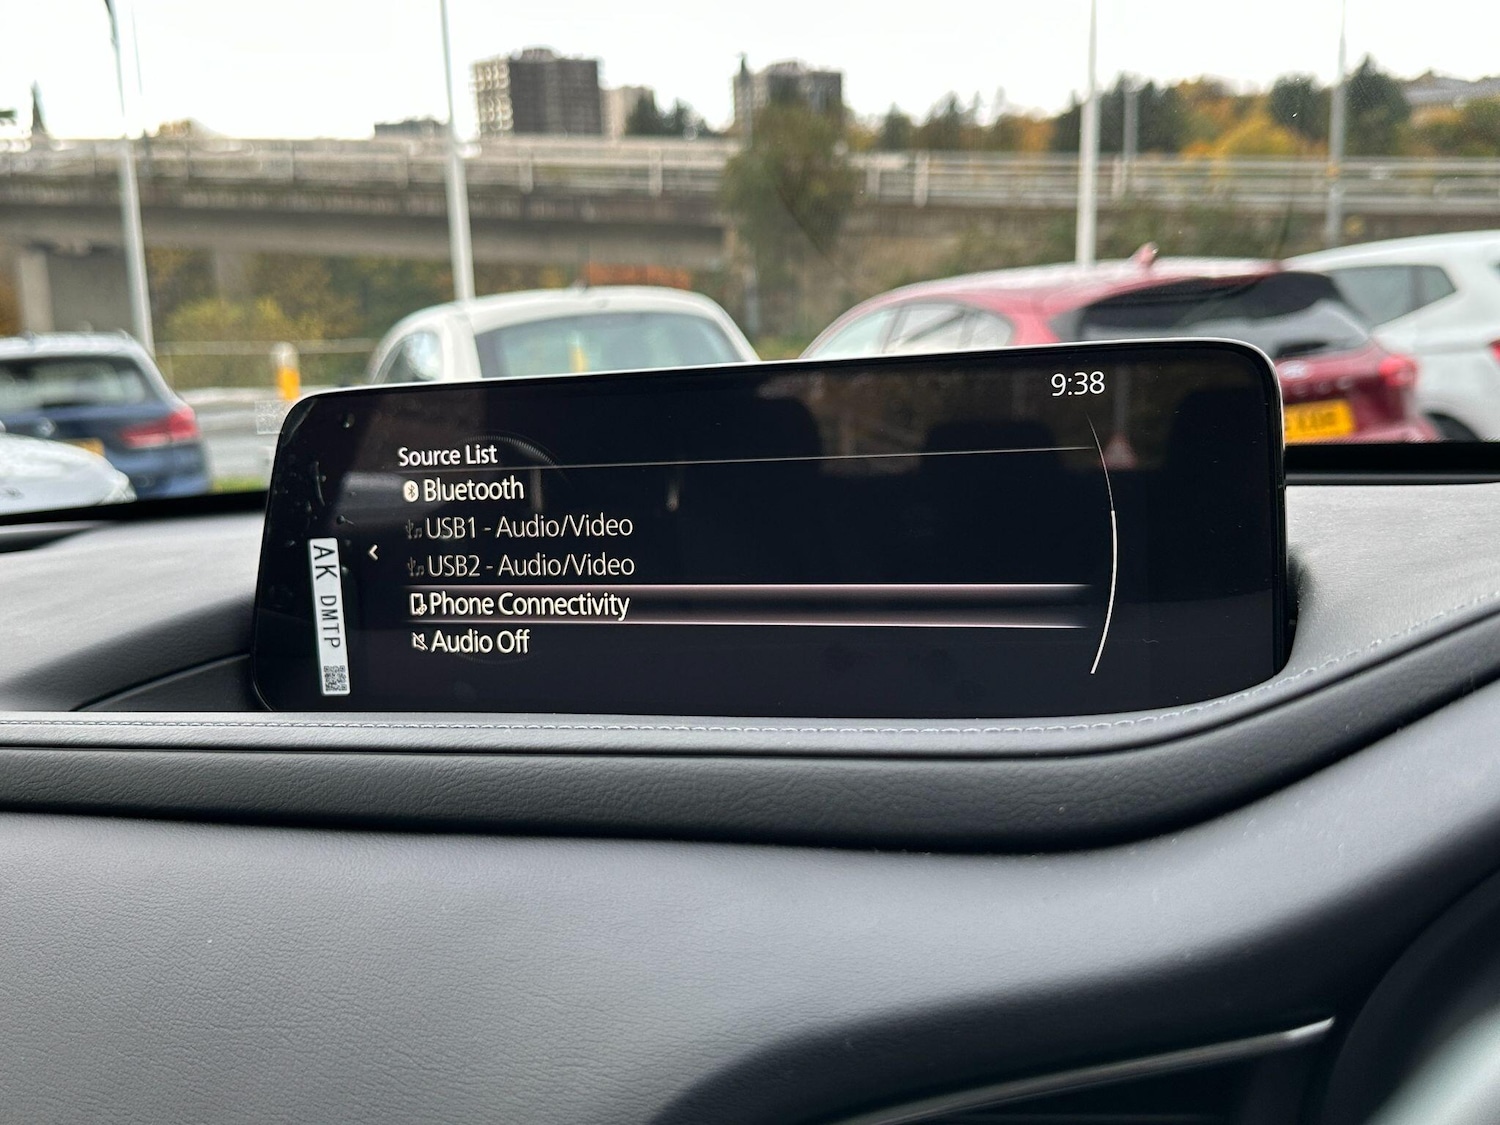 9:38
Source List
Bluetooth
USB1 - Audio/Video
USB2 - Audio/Video
Phone Connectivity
Audio Off
AK DMTP